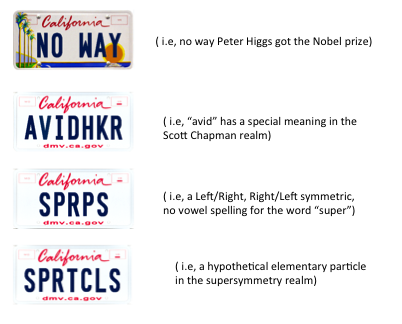 California
NO WAY
( i.e, no way Peter Higgs got the Nobel prize)
California
AVIDHKR
dmv.ca.gov
( i.e, “avid” has a special meaning in the
Scott Chapman realm)
California
SPRPS
dmv.ca.gov
( i.e, a Left/Right, Right/Left symmetric,
no vowel spelling for the word “super”)
California
SPRTCLS
dmv.ca.gov
( i.e, a hypothetical elementary particle
in the supersymmetry realm)